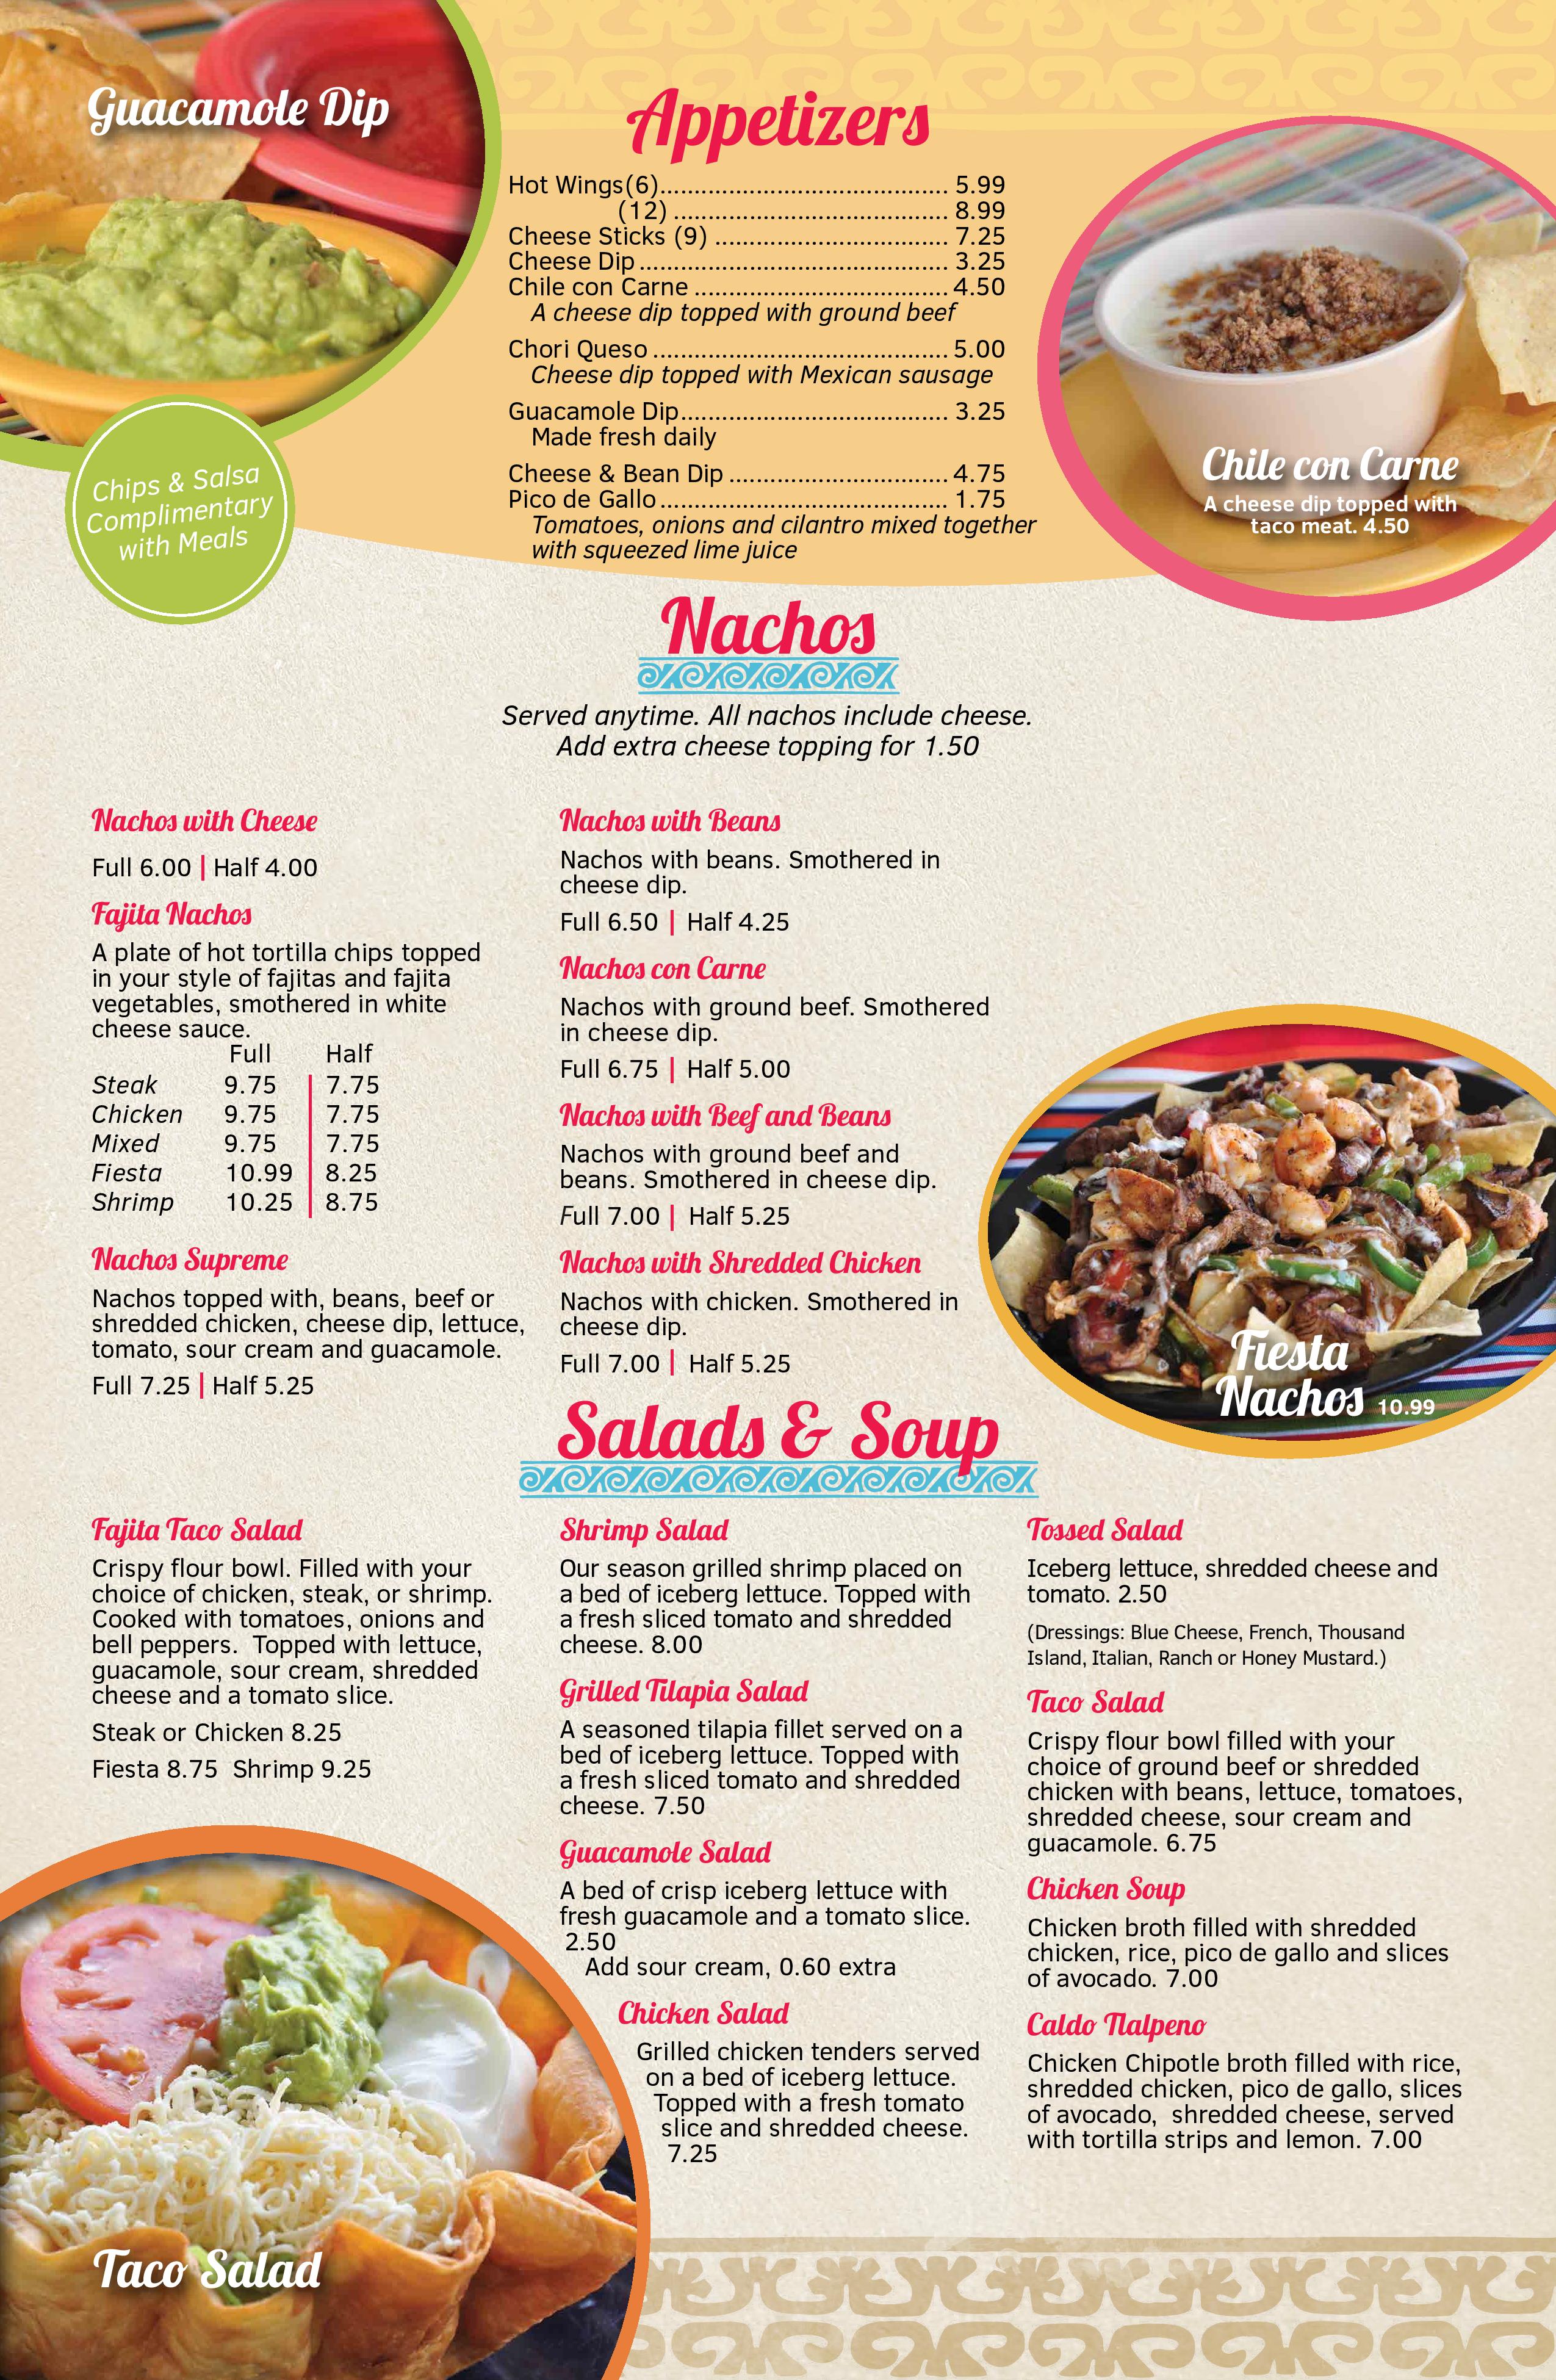 Guacamole Dip
Appetizers
Hot Wings(6).......................................... 5.99
(12) ........................................ 8.99
Cheese Sticks (9) .................................. 7.25
Cheese Dip............................................. 3.25
Chile con Carne ..................................... 4.50
A cheese dip topped with ground beef
Chori Queso ........................................... 5.00
Cheese dip topped with Mexican sausage
Guacamole Dip....................................... 3.25
Made fresh daily
Cheese & Bean Dip ................................ 4.75
Pico de Gallo.......................................... 1.75
Tomatoes, onions and cilantro mixed together
with squeezed lime juice
Chile con Carne
A cheese dip topped with
taco meat. 4.50
Chips & Salsa
Complimentary
with Meals
Nachos
Served anytime. All nachos include cheese.
Add extra cheese topping for 1.50
Nachos with Cheese
Full 6.00 | Half 4.00
Fajita Nachos
A plate of hot tortilla chips topped
in your style of fajitas and fajita
vegetables, smothered in white
cheese sauce.
Full Half
Steak 9.75 | 7.75
Chicken 9.75 | 7.75
Mixed 9.75 | 7.75
Fiesta 10.99 | 8.25
Shrimp 10.25 | 8.75
Nachos Supreme
Nachos topped with, beans, beef or
shredded chicken, cheese dip, lettuce,
tomato, sour cream and guacamole.
Full 7.25 | Half 5.25
Nachos with Beans
Nachos with beans. Smothered in
cheese dip.
Full 6.50 | Half 4.25
Nachos con Carne
Nachos with ground beef. Smothered
in cheese dip.
Full 6.75 | Half 5.00
Nachos with Beef and Beans
Nachos with ground beef and
beans. Smothered in cheese dip.
Full 7.00 | Half 5.25
Nachos with Shredded Chicken
Nachos with chicken. Smothered in
cheese dip.
Full 7.00 | Half 5.25
Fiesta
Nachos 10.99
Salads & Soup
Fajita Taco Salad
Crispy flour bowl. Filled with your
choice of chicken, steak, or shrimp.
Cooked with tomatoes, onions and
bell peppers. Topped with lettuce,
guacamole, sour cream, shredded
cheese and a tomato slice.
Steak or Chicken 8.25
Fiesta 8.75 Shrimp 9.25
Shrimp Salad
Our season grilled shrimp placed on
a bed of iceberg lettuce. Topped with
a fresh sliced tomato and shredded
cheese. 8.00
Grilled Tilapia Salad
A seasoned tilapia fillet served on a
bed of iceberg lettuce. Topped with
a fresh sliced tomato and shredded
cheese. 7.50
Guacamole Salad
A bed of crisp iceberg lettuce with
fresh guacamole and a tomato slice.
2.50
Add sour cream, 0.60 extra
Chicken Salad
Grilled chicken tenders served
on a bed of iceberg lettuce.
Topped with a fresh tomato
slice and shredded cheese.
7.25
Tossed Salad
Iceberg lettuce, shredded cheese and
tomato. 2.50
(Dressings: Blue Cheese, French, Thousand
Island, Italian, Ranch or Honey Mustard.)
Taco Salad
Crispy flour bowl filled with your
choice of ground beef or shredded
chicken with beans, lettuce, tomatoes,
shredded cheese, sour cream and
guacamole. 6.75
Chicken Soup
Chicken broth filled with shredded
chicken, rice, pico de gallo and slices
of avocado. 7.00
Caldo Tlalpeno
Chicken Chipotle broth filled with rice,
shredded chicken, pico de gallo, slices
of avocado, shredded cheese, served
with tortilla strips and lemon. 7.00
Taco Salad